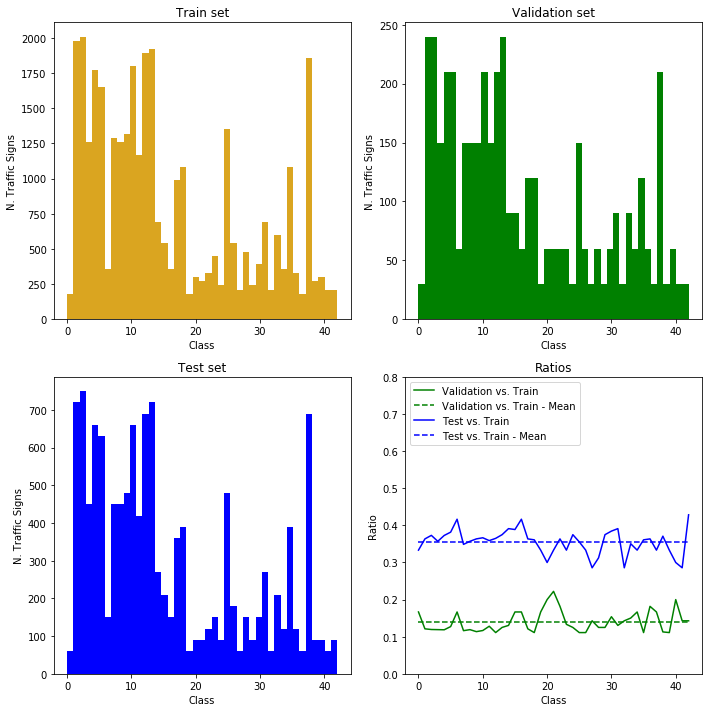 Train set
N. Traffic Signs
2000
1750
1500
1250
1000
750
500
250
0
0 10 20 30 40
Class
Validation set
N. Traffic Signs
250
200
150
100
50
0
0 10 20 30 40
Class
Test set
N. Traffic Signs
700
600
500
400
300
200
100
0
0 10 20 30 40
Class
Ratios
Ratio
0.8
0.7
0.6
0.5
0.4
0.3
0.2
0.1
0.0
Validation vs. Train
Validation vs. Train - Mean
Test vs. Train
Test vs. Train - Mean
0 10 20 30 40
Class